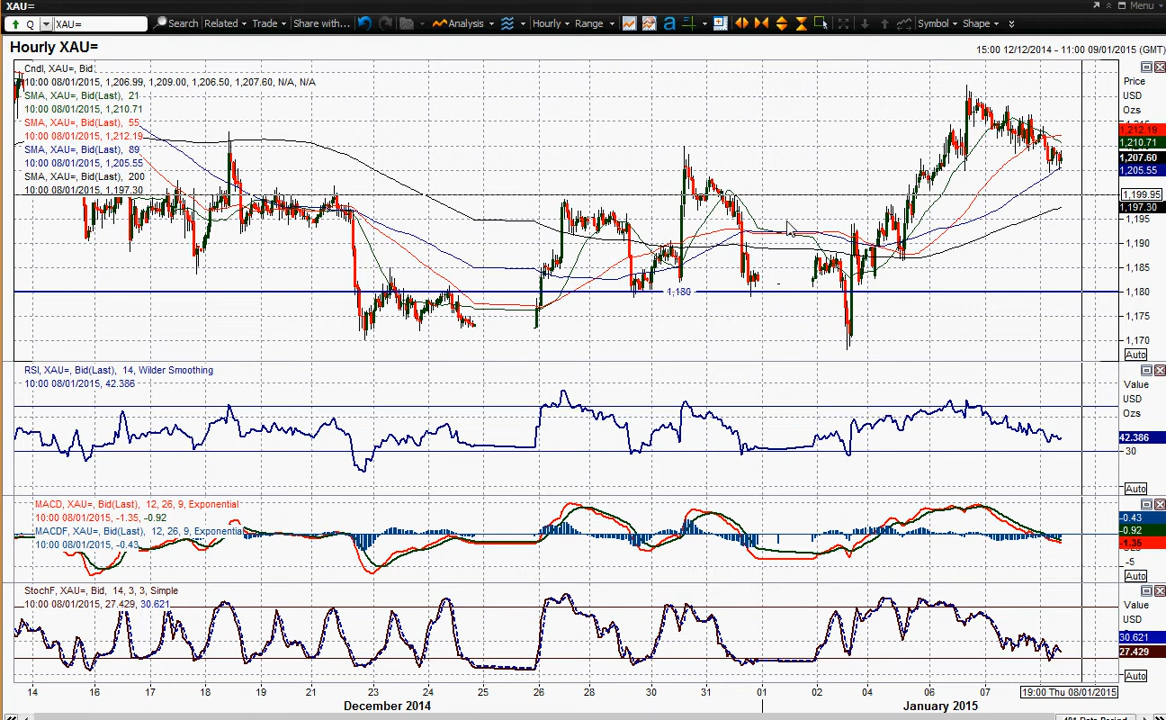 XAU=
Menu
Q XAU= Search Related Trade Share with... Analysis Hourly Range a Symbol Shape
Hourly XAU=
15:00 12/12/2014 - 11:00 09/01/2015 (GMT)
Cndl, XAU=, Bid
10:00 08/01/2015, 1,206.99, 1,209.00, 1,206.50, 1,207.60, N/A, N/A
SMA, XAU=, Bid(Last), 21
10:00 08/01/2015, 1,210.71
SMA, XAU=, Bid(Last), 55
10:00 08/01/2015, 1,212.19
SMA, XAU=, Bid(Last), 89
10:00 08/01/2015, 1,205.55
SMA, XAU=, Bid(Last), 200
10:00 08/01/2015, 1,197.30
Price
USD
Ozs
1,212.19
1,210.71
1,207.60
1,205.55
1,199.95
1,197.30
1,195
1,190
1,185
1,180
1,180
1,175
1,170
Auto
RSI, XAU=, Bid(Last), 14, Wilder Smoothing
10:00 08/01/2015, 42.386
Value
USD
Ozs
42.386
30
Auto
MACD, XAU=, Bid(Last), 12, 26, 9, Exponential
10:00 08/01/2015, -1.35, -0.92
MACDF, XAU=, Bid(Last), 12, 26, 9, Exponential
10:00 08/01/2015, -0.43
-0.43
-0.92
-1.35
-5
Auto
StochF, XAU=, Bid, 14, 3, 3, Simple
10:00 08/01/2015, 27.429, 30.621
Value
USD
30.621
27.429
Auto
14 16 17 18 19 21 22 23 24 25 26 28 29 30 31 01 02 04 05 06 07 19:00 Thu 08/01/2015
December 2014 January 2015